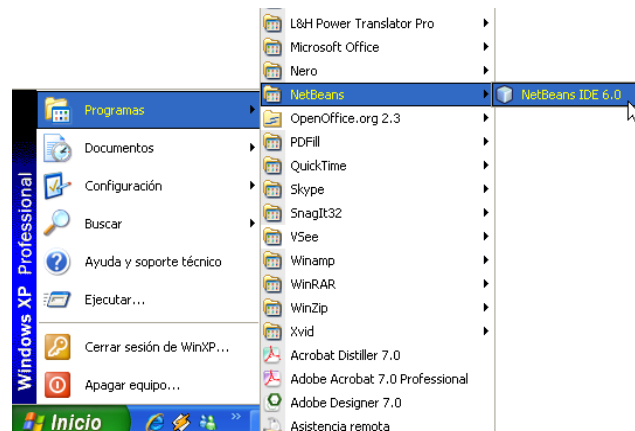 Windows XP Professional
Programas
Documentos
Configuración
Buscar
Ayuda y soporte técnico
Ejecutar...
Cerrar sesión de WinXP...
Apagar equipo...
Inicio
»
L&H Power Translator Pro
Microsoft Office
Nero
NetBeans
OpenOffice.org 2.3
PDFill
QuickTime
Skype
SnagIt32
VSee
Winamp
WinRAR
WinZip
Xvid
Acrobat Distiller 7.0
Adobe Acrobat 7.0 Professional
Adobe Designer 7.0
Asistencia remota
NetBeans IDE 6.0